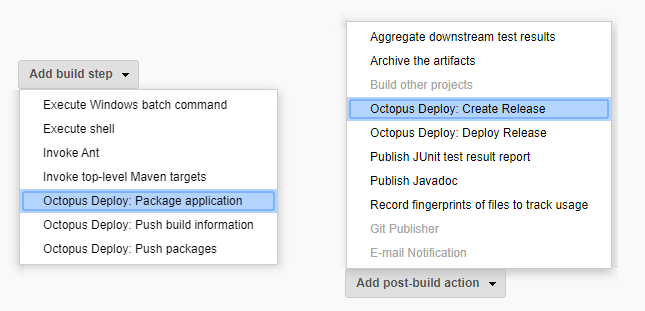 Add build step
Execute Windows batch command
Execute shell
Invoke Ant
Invoke top-level Maven targets
Octopus Deploy: Package application
Octopus Deploy: Push build information
Octopus Deploy: Push packages
Aggregate downstream test results
Archive the artifacts
Build other projects
Octopus Deploy: Create Release
Octopus Deploy: Deploy Release
Publish JUnit test result report
Publish Javadoc
Record fingerprints of files to track usage
Git Publisher
E-mail Notification
Add post-build action